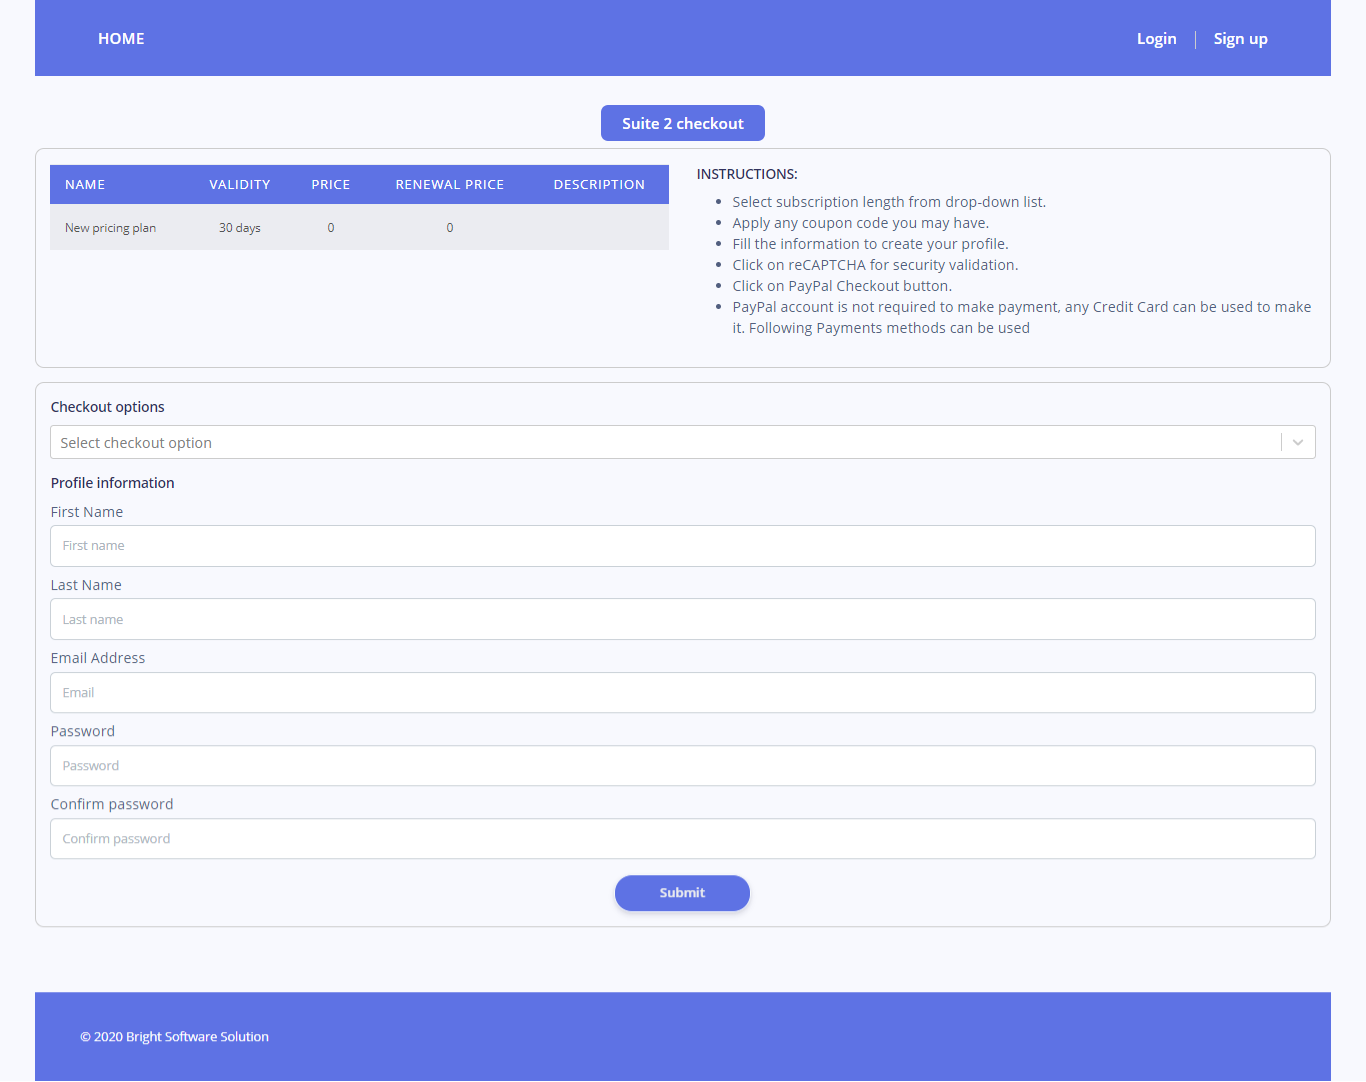 HOME
Login
Sign up
Suite 2 checkout
NAME VALIDITY PRICE RENEWAL PRICE DESCRIPTION
New pricing plan 30 days 0 0
INSTRUCTIONS:
Select subscription length from drop-down list.
Apply any coupon code you may have.
Fill the information to create your profile.
Click on reCAPTCHA for security validation.
Click on PayPal Checkout button.
PayPal account is not required to make payment, any Credit Card can be used to make
it. Following Payments methods can be used
Checkout options
Select checkout option
Profile information
First Name
First name
Last Name
Last name
Email Address
Email
Password
Password
Confirm password
Confirm password
Submit
© 2020 Bright Software Solution